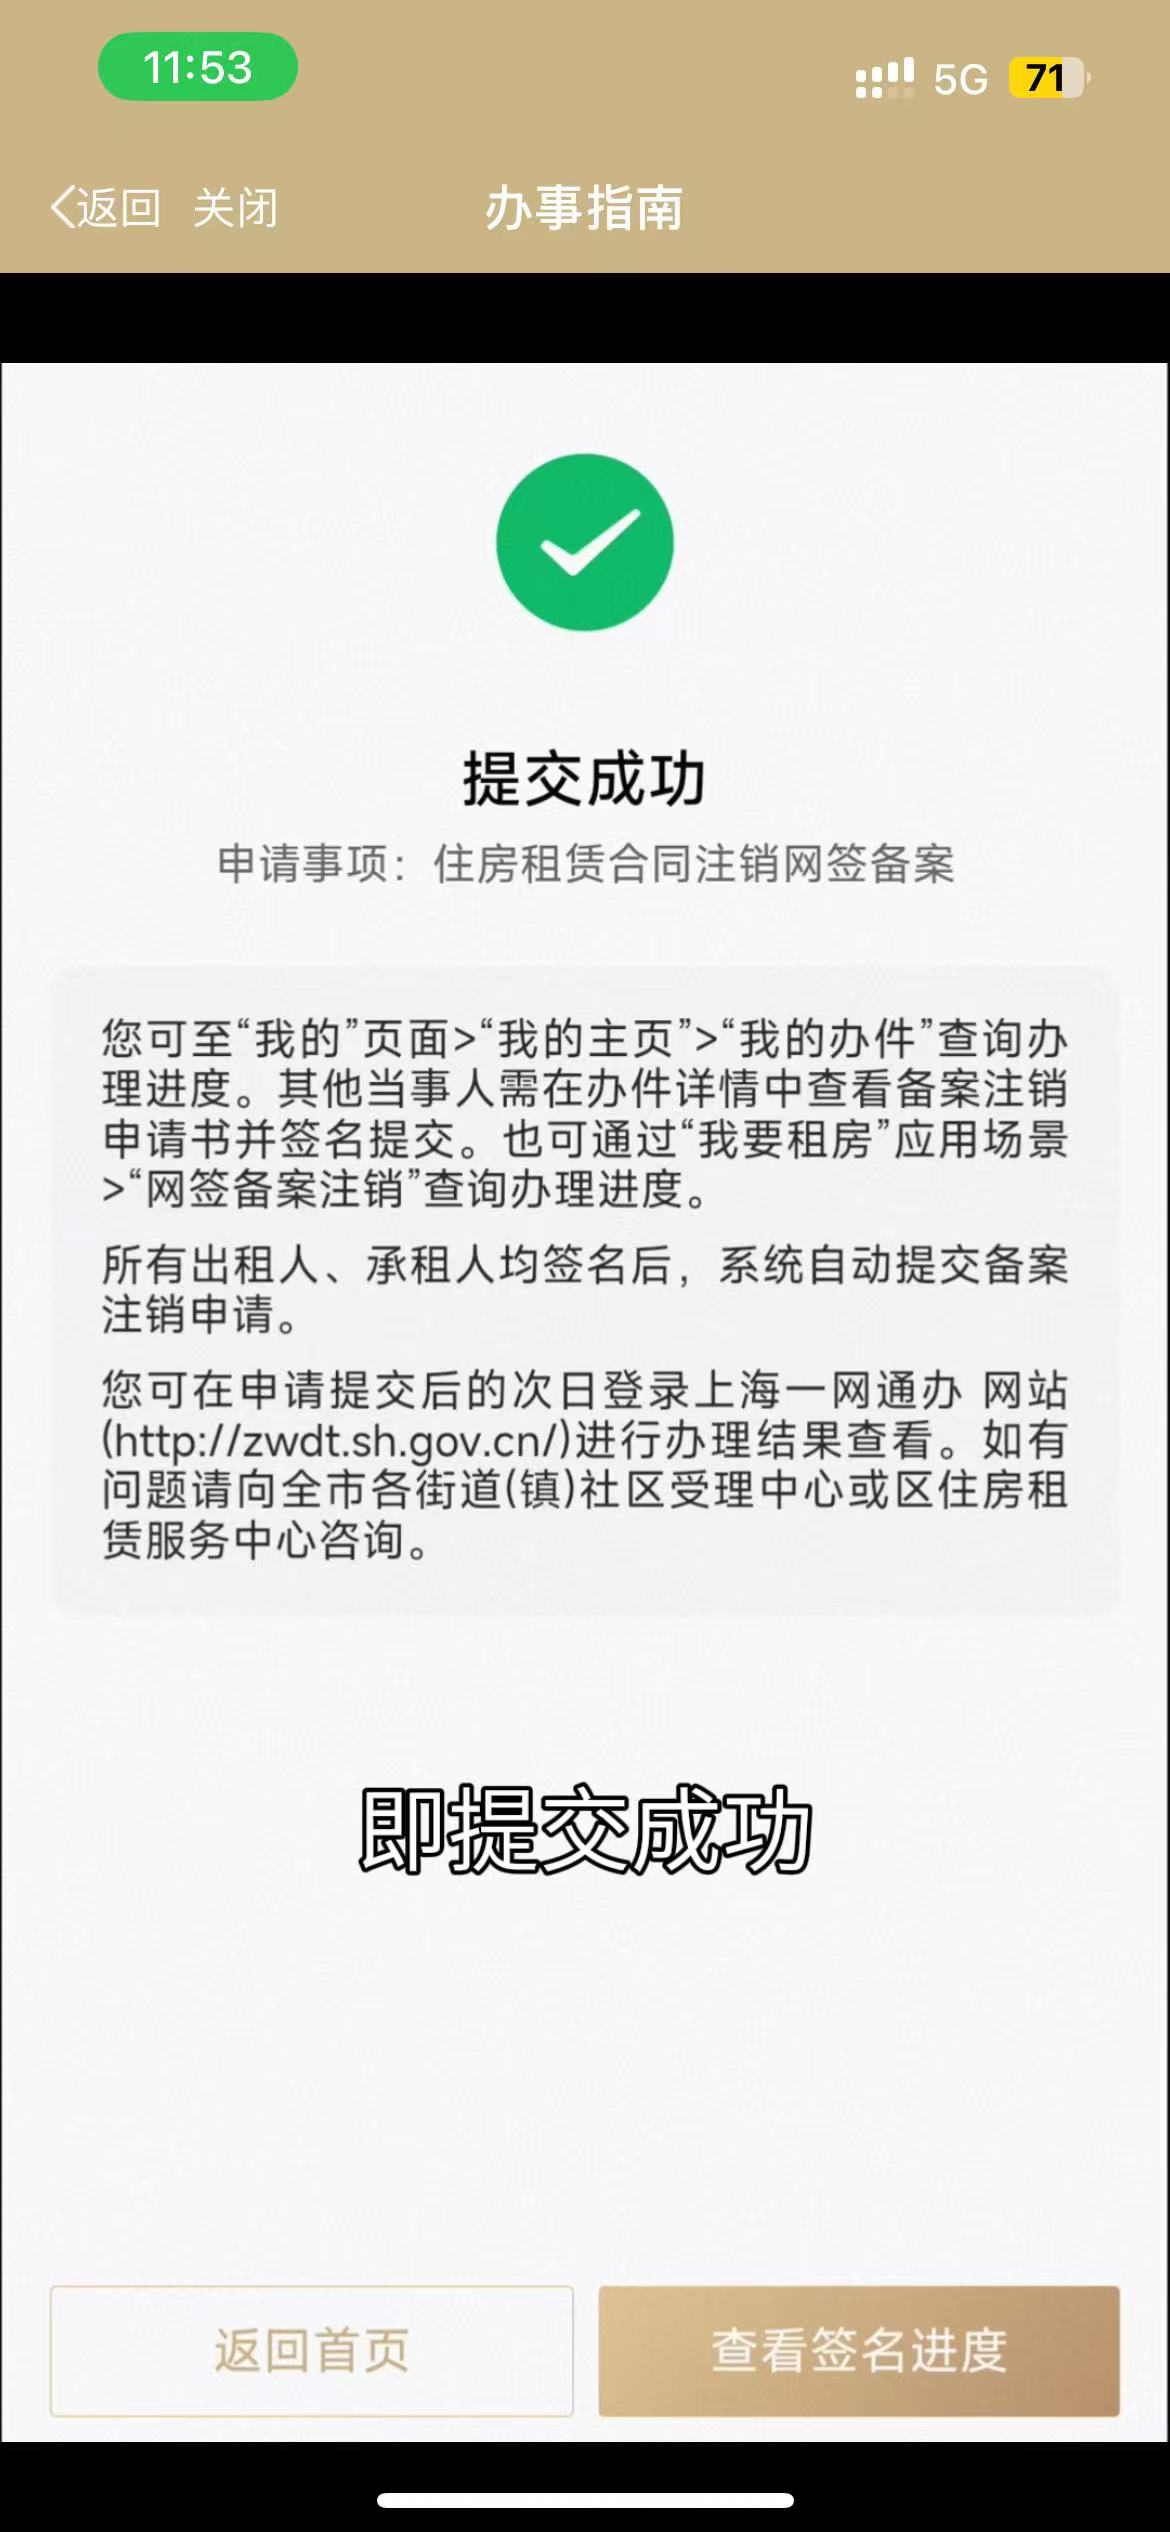 11:53
5G 71
返回 关闭 办事指南
提交成功
申请事项：住房租赁合同注销网签备案
您可至“我的”页面>“我的主页”>“我的办件”查询办
理进度。其他当事人需在办件详情中查看备案注销
申请书并签名提交。也可通过“我要租房”应用场景
>“网签备案注销”查询办理进度。
所有出租人、承租人均签名后，系统自动提交备案
注销申请。
您可在申请提交后的次日登录上海一网通办 网站
(http://zwdt.sh.gov.cn/)进行办理结果查看。如有
问题请向全市各街道(镇)社区受理中心或区住房租
赁服务中心咨询。
即提交成功
返回首页 查看签名进度